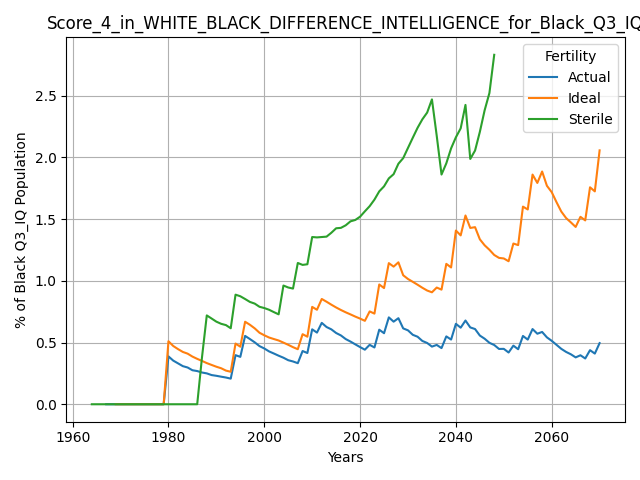 Score_4_in_WHITE_BLACK_DIFFERENCE_INTELLIGENCE_for_Black_Q3_IQ
Fertility
Actual
Ideal
Sterile
% of Black Q3_IQ Population
2.5
2.0
1.5
1.0
0.5
0.0
1960 1980 2000 2020 2040 2060
Years